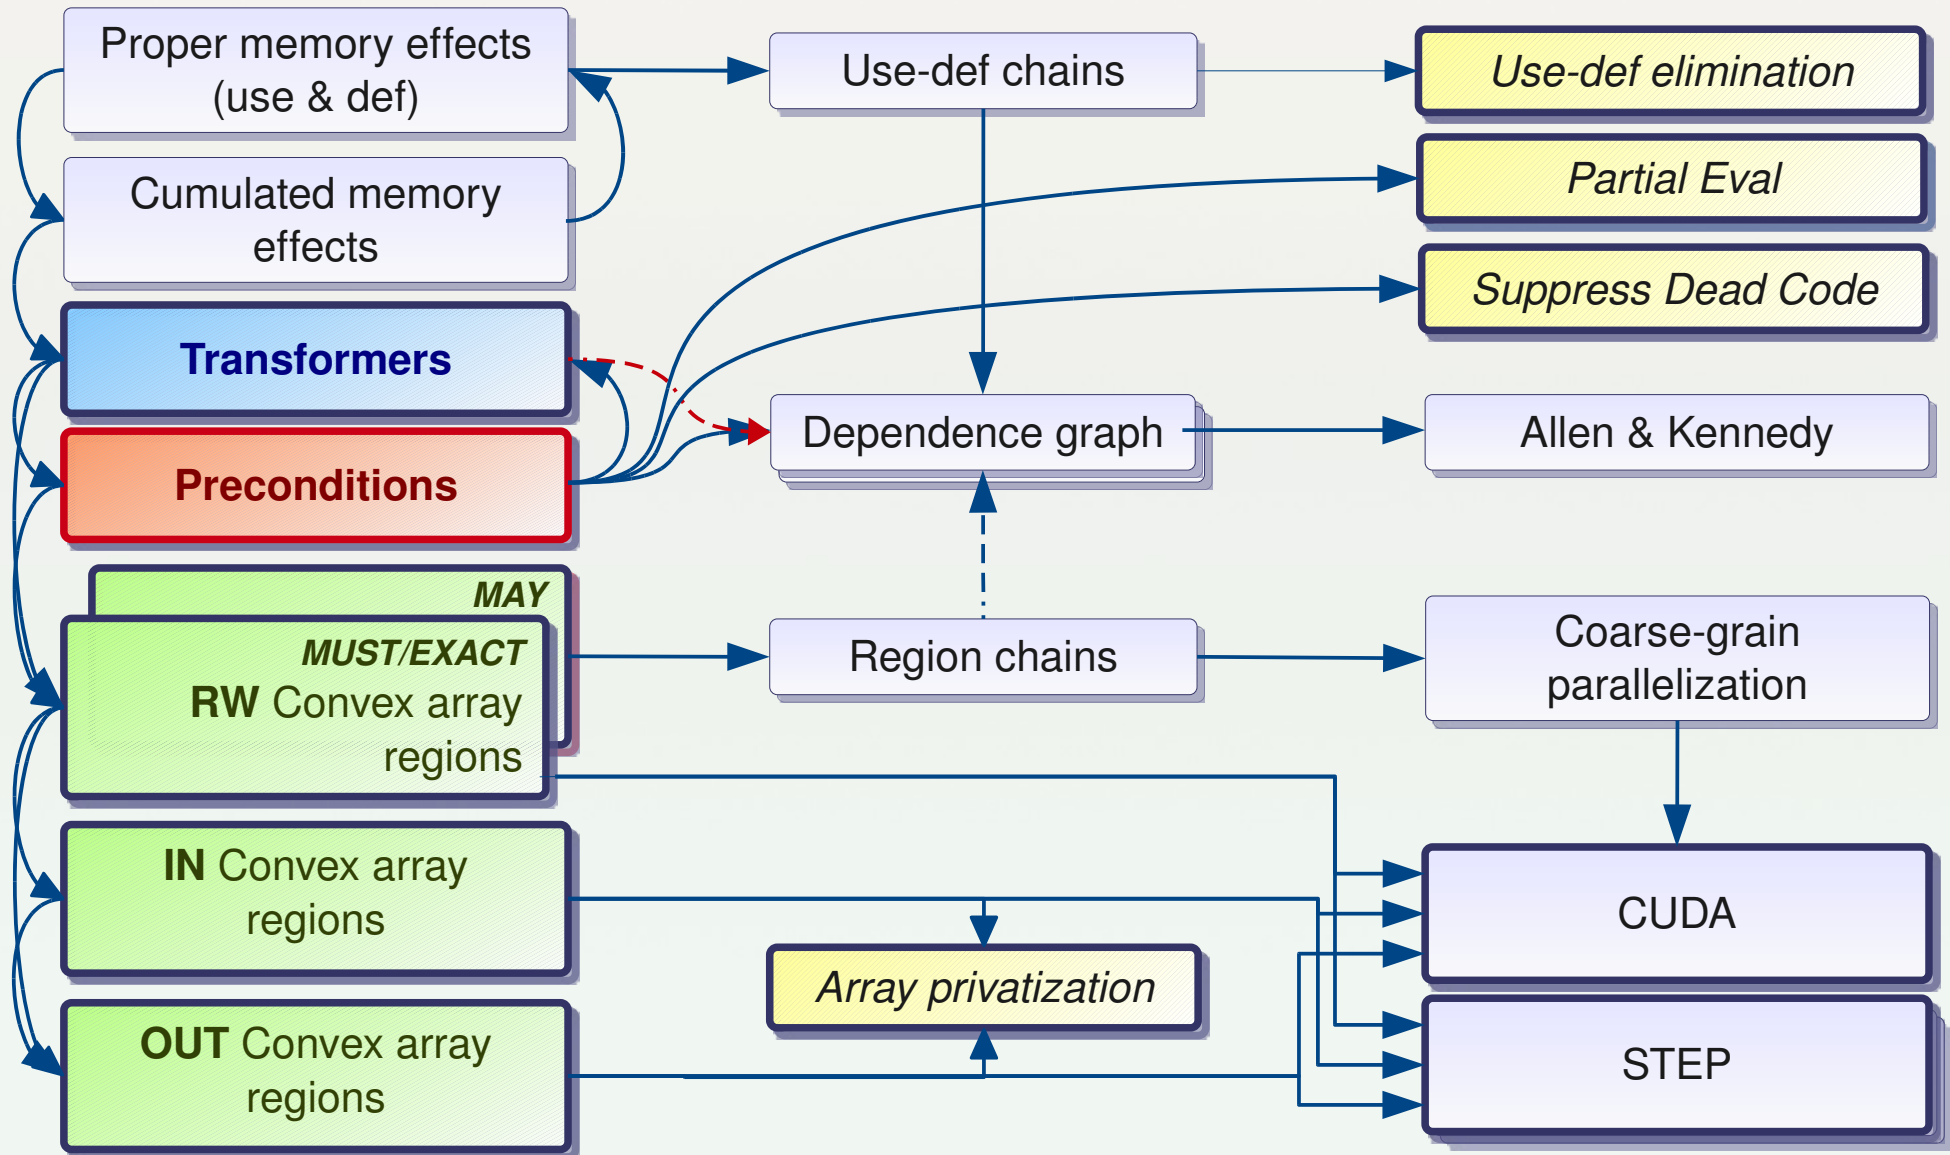 Proper memory effects
(use & def)
Use-def chains
Use-def elimination
Cumulated memory
effects
Partial Eval
Suppress Dead Code
Transformers
Dependence graph
Allen & Kennedy
Preconditions
MAY
MUST/EXACT
RW Convex array
regions
Region chains
Coarse-grain
parallelization
IN Convex array
regions
CUDA
Array privatization
OUT Convex array
regions
STEP